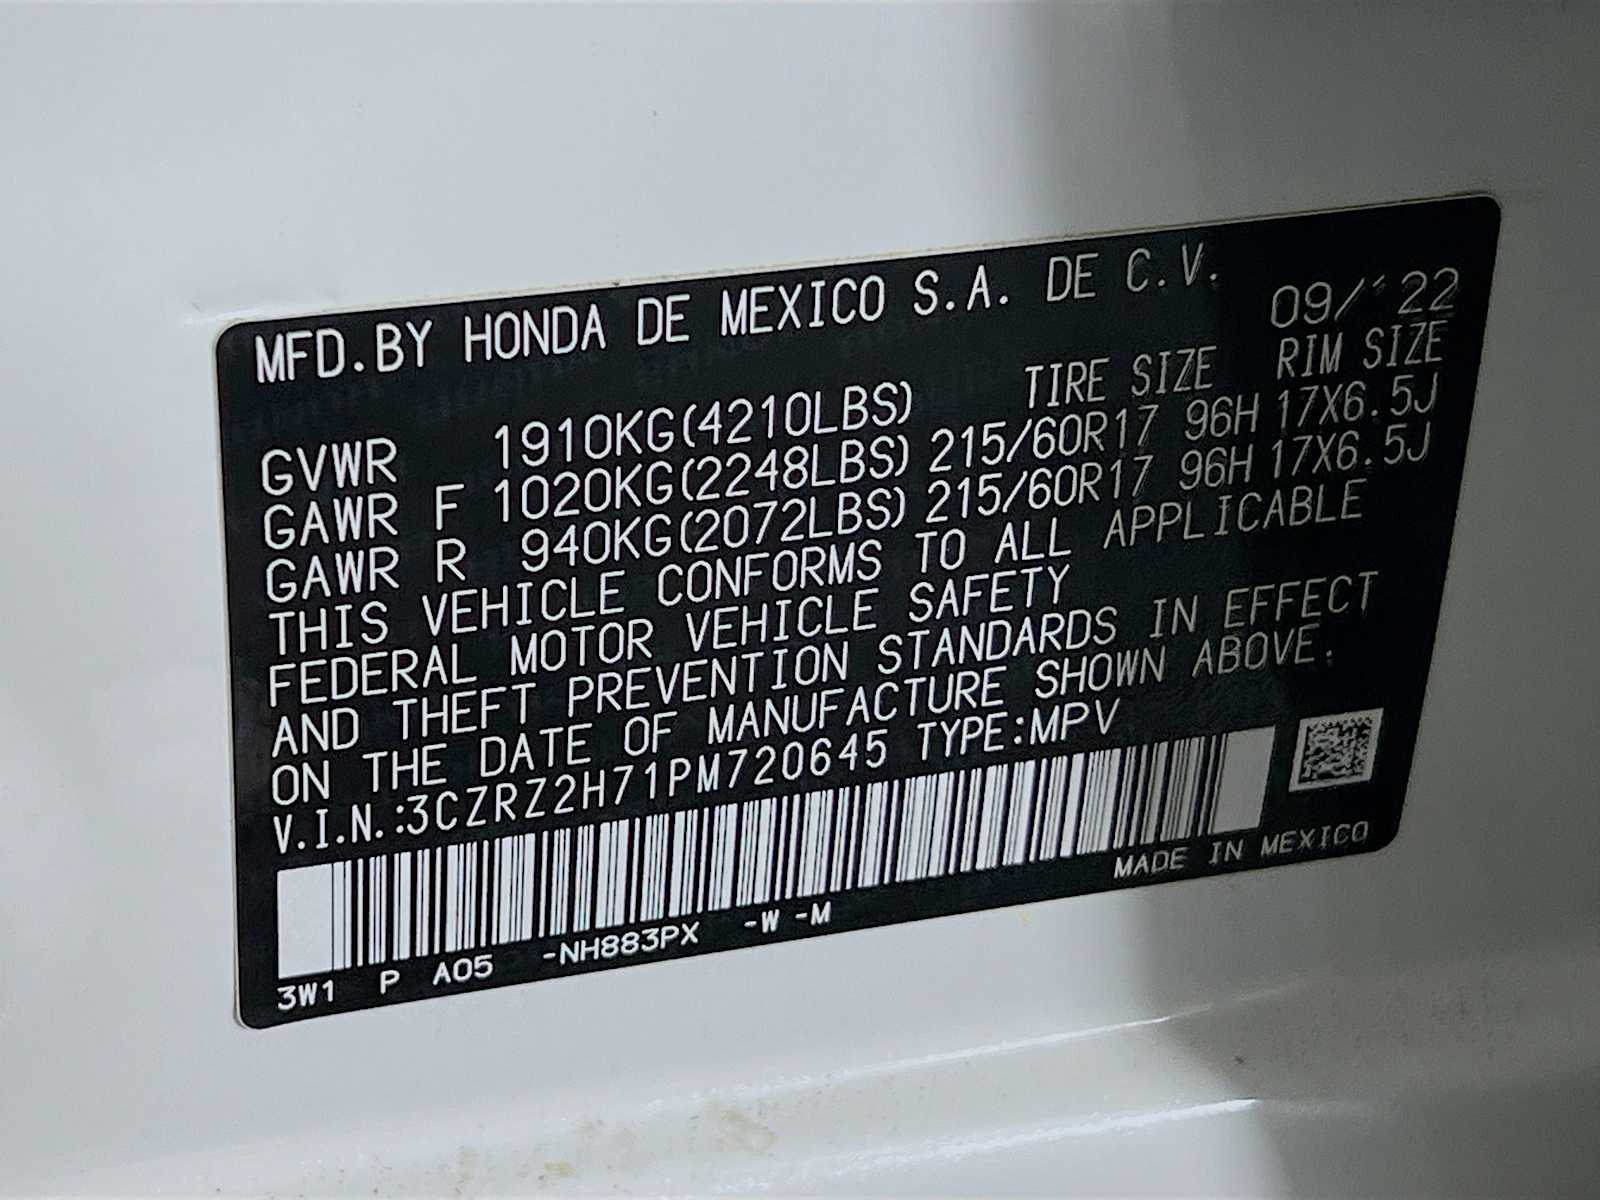 MFD.BY HONDA DE MEXICO S.A. DE C.V.
09/'22
TIRE SIZE RIM SIZE
GVWR 1910KG(4210LBS)
GAWR F 1020KG(2248LBS) 215/60R17 96H 17X6.5J
GAWR R 940KG(2072LBS) 215/60R17 96H 17X6.5J
THIS VEHICLE CONFORMS TO ALL APPLICABLE
FEDERAL MOTOR VEHICLE SAFETY
AND THEFT PREVENTION STANDARDS IN EFFECT
ON THE DATE OF MANUFACTURE SHOWN ABOVE.
V.I.N.:3CZRZ2H71PM720645 TYPE:MPV
MADE IN MEXICO
3W1 P A05 -NH883PX -W -M